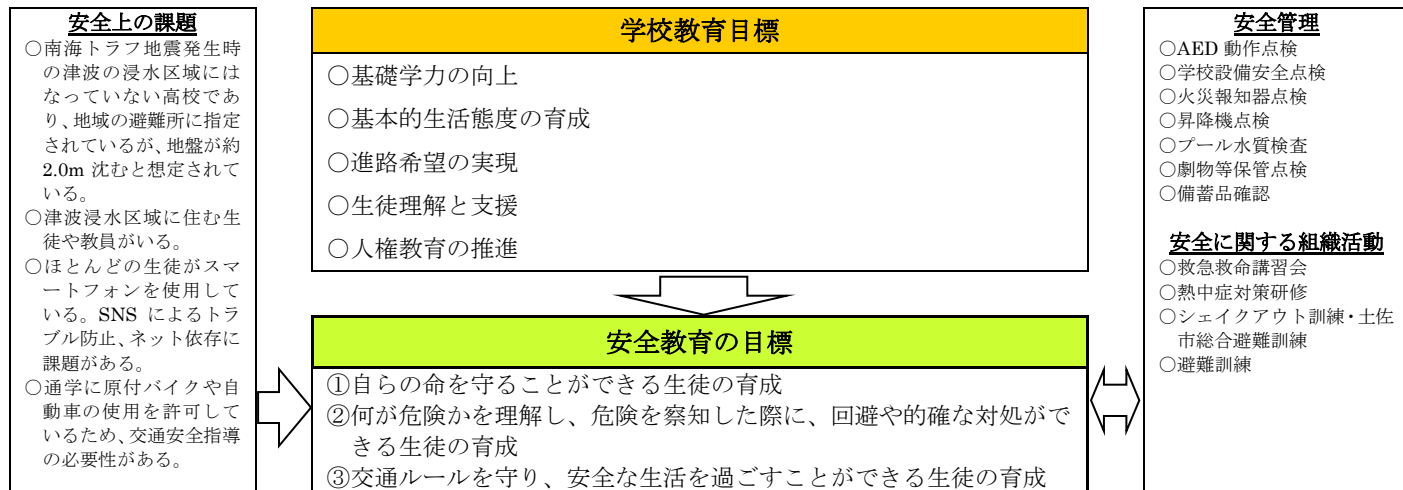 安全上の課題
○南海トラフ地震発生時
の津波の浸水区域には
なっていない高校であ
り、地域の避難所に指定
されているが、地盤が約
2.0m 沈むと想定されて
いる。
○津波浸水区域に住む生
徒や教員がいる。
○ほとんどの生徒がスマ
ートフォンを使用して
いる。SNS によるトラ
ブル防止、ネット依存に
課題がある。
○通学に原付バイクや自
動車の使用を許可して
いるため、交通安全指導
の必要性がある。
学校教育目標
○基礎学力の向上
○基本的生活態度の育成
○進路希望の実現
○生徒理解と支援
○人権教育の推進
安全教育の目標
①自らの命を守ることができる生徒の育成
②何が危険かを理解し、危険を察知した際に、回避や的確な対処がで
きる生徒の育成
③交通ルールを守り、安全な生活を過ごすことができる生徒の育成
安全管理
○AED 動作点検
○学校設備安全点検
○火災報知器点検
○昇降機点検
○プール水質検査
○劇物等保管点検
○備蓄品確認
安全に関する組織活動
○救急救命講習会
○熱中症対策研修
○シェイクアウト訓練・土佐
市総合避難訓練
○避難訓練